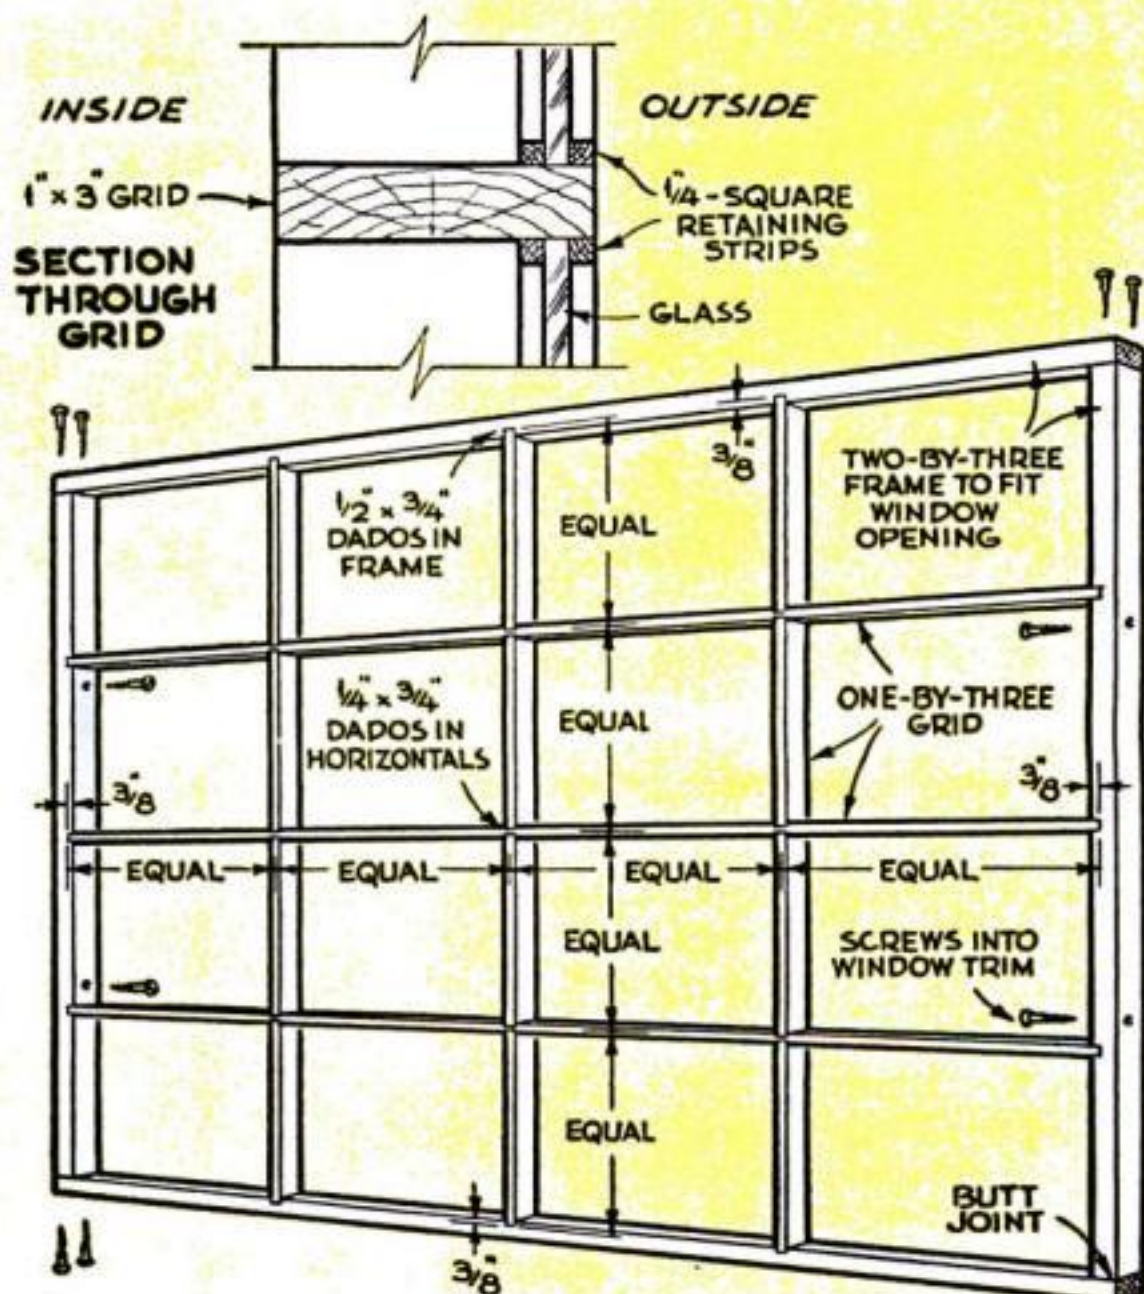 INSIDE
OUTSIDE
1" x 3" GRID
1/4"-SQUARE
RETAINING
STRIPS
SECTION
THROUGH
GRID
GLASS
3/8"
TWO-BY-THREE
FRAME TO FIT
WINDOW
OPENING
1/2" x 3/4"
DADOS IN
FRAME
EQUAL
1/4" x 3/4"
DADOS IN
HORIZONTALS
EQUAL
ONE-BY-THREE
GRID
3/8"
3/8"
EQUAL
EQUAL
EQUAL
EQUAL
EQUAL
SCREWS INTO
WINDOW TRIM
EQUAL
BUTT
JOINT
3/8"